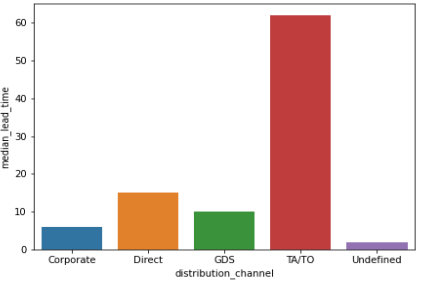 60
50
40
30
20
10
0
median_lead_time
Corporate Direct GDS TA/TO Undefined
distribution_channel